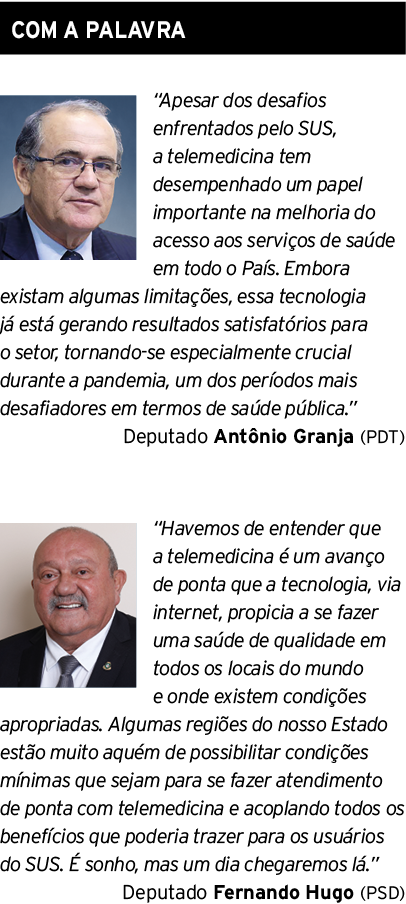 COM A PALAVRA
“Apesar dos desafios
enfrentados pelo SUS,
a telemedicina tem
desempenhado um papel
importante na melhoria do
acesso aos serviços de saúde
em todo o País. Embora
existam algumas limitações, essa tecnologia
já está gerando resultados satisfatórios para
o setor, tornando-se especialmente crucial
durante a pandemia, um dos períodos mais
desafiadores em termos de saúde pública.”
Deputado Antônio Granja (PDT)
“Havemos de entender que
a telemedicina é um avanço
de ponta que a tecnologia, via
internet, propicia a se fazer
uma saúde de qualidade em
todos os locais do mundo
e onde existem condições
apropriadas. Algumas regiões do nosso Estado
estão muito aquém de possibilitar condições
mínimas que sejam para se fazer atendimento
de ponta com telemedicina e acoplando todos os
benefícios que poderia trazer para os usuários
do SUS. É sonho, mas um dia chegaremos lá.”
Deputado Fernando Hugo (PSD)